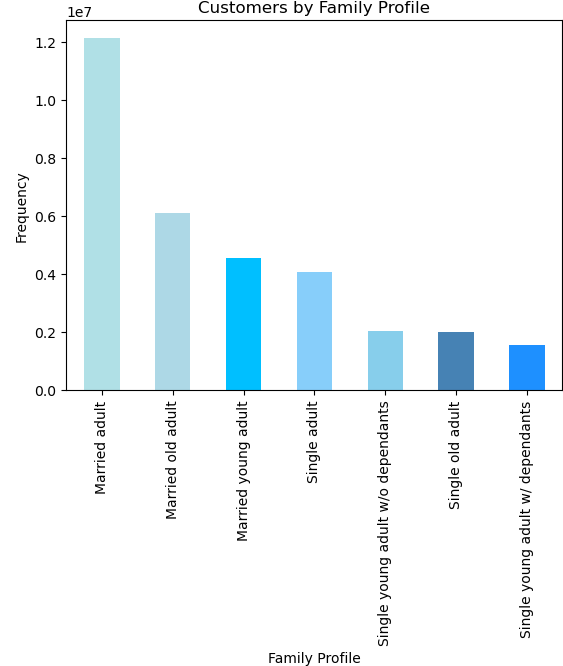 Customers by Family Profile
1e7
1.2
1.0
0.8
0.6
0.4
0.2
0.0
Frequency
Married adult
Married old adult
Married young adult
Single adult
Single young adult w/o dependants
Single old adult
Single young adult w/ dependants
Family Profile